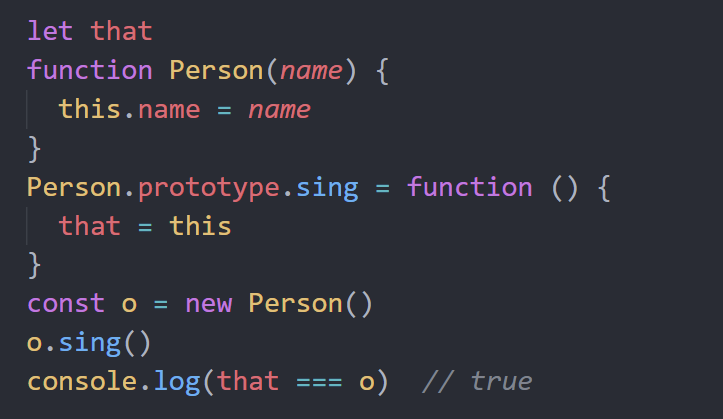 let that
function Person(name) {
  this.name = name
}
Person.prototype.sing = function () {
  that = this
}
const o = new Person()
o.sing()
console.log(that === o)  // true